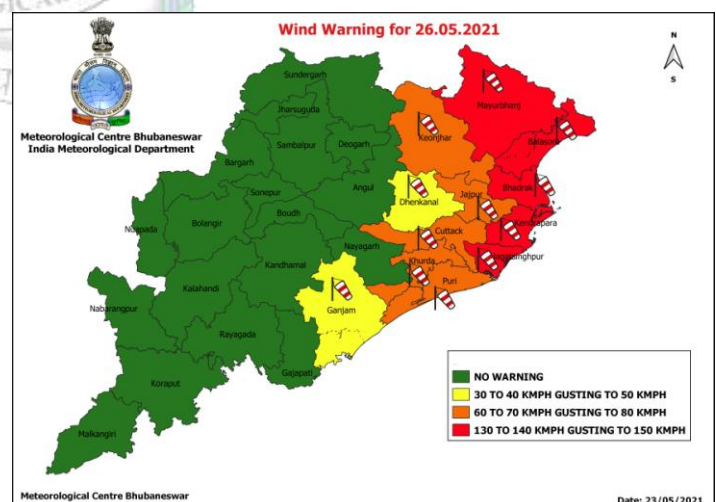 Wind Warning for 26.05.2021
N
S
Meteorological Centre Bhubaneswar
India Meteorological Department
Sundergarh
Mayurbhanj
Jharsuguda
Keonjhar
Balasore
Sambalpur
Deogarh
Bargarh
Bhadrak
Angul
Sonepur
Jajpur
Dhenkanal
Boudh
Kendrapara
Nuapada
Bolangir
Cuttack
Nayagarh
Jagatsinghpur
Khurda
Kandhamal
Puri
Kalahandi
Nabarangpur
Ganjam
Rayagada
Gajapati
Koraput
Malkangiri
NO WARNING
30 TO 40 KMPH GUSTING TO 50 KMPH
60 TO 70 KMPH GUSTING TO 80 KMPH
130 TO 140 KMPH GUSTING TO 150 KMPH
Meteorological Centre Bhubaneswar
Date: 23/05/2021